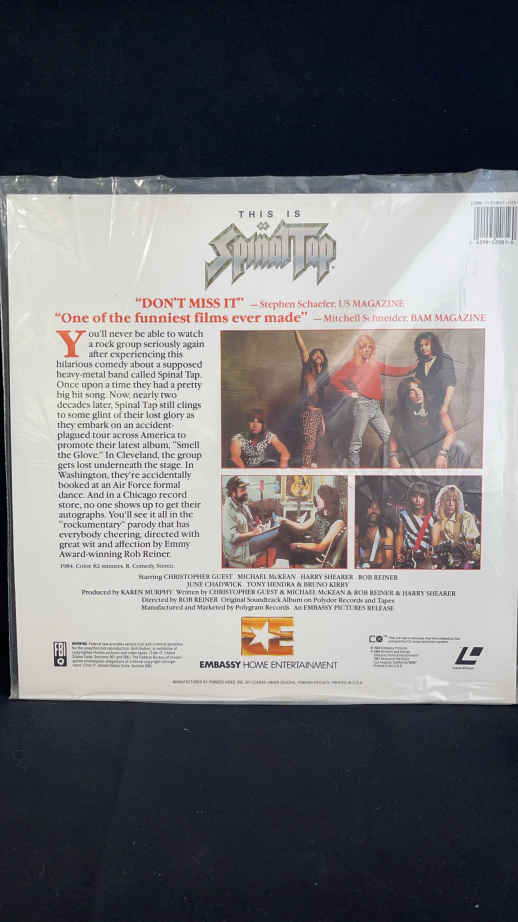 THIS IS
Spın̈al Tap
"DON'T MISS IT" — Stephen Schaefer, US MAGAZINE
"One of the funniest films ever made" — Mitchell Schneider, BAM MAGAZINE
You'll never be able to watch
a rock group seriously again
after experiencing this
hilarious comedy about a supposed
heavy-metal band called Spinal Tap.
Once upon a time they had a pretty
big hit song. Now, nearly two
decades later, Spinal Tap still clings
to some glint of their lost glory as
they embark on an accident-
plagued tour across America to
promote their latest album, "Smell
the Glove." In Cleveland, the group
gets lost underneath the stage. In
Washington, they're accidentally
booked at an Air Force formal
dance. And in a Chicago record
store, no one shows up to get their
autographs. You'll see it all in the
"rockumentary" parody that has
everybody cheering, directed with
great wit and affection by Emmy
Award-winning Rob Reiner.
1984. Color. 82 minutes. R. Comedy. Stereo.
Starring CHRISTOPHER GUEST MICHAEL McKEAN HARRY SHEARER ROB REINER
JUNE CHADWICK TONY HENDRA & BRUNO KIRBY
Produced by KAREN MURPHY Written by CHRISTOPHER GUEST & MICHAEL McKEAN & ROB REINER & HARRY SHEARER
Directed by ROB REINER Original Soundtrack Album on Polydor Records and Tapes
Manufactured and Marketed by Polygram Records An EMBASSY PICTURES RELEASE
EMBASSY HOME ENTERTAINMENT
FBI
WARNING:
CX